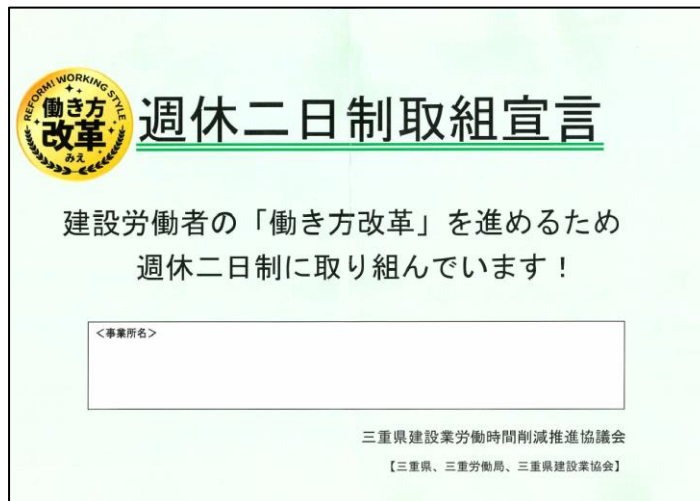 REFORM! WORKING STYLE
働き方
改革
みえ
週休二日制取組宣言
建設労働者の「働き方改革」を進めるため
週休二日制に取り組んでいます!
<事業所名>
三重県建設業労働時間削減推進協議会
【三重県、三重労働局、三重県建設業協会】